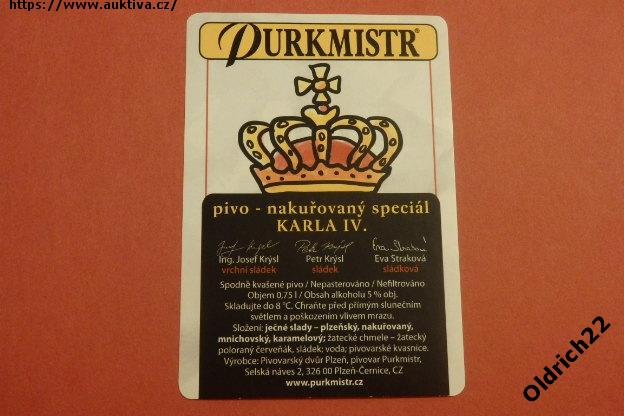 https://www.auktiva.cz/
PURKMISTR®
pivo - nakuřovaný speciál
KARLA IV.
Ing. Josef Krýsl Petr Krýsl Eva Straková
vrchní sládek sládek sládková
Spodně kvašené pivo / Nepasterováno / Nefiltrováno
Objem 0,75 l / Obsah alkoholu 5 % obj.
Skladujte do 8°C. Chraňte před přímým slunečním
světlem a poškozením vlivem mrazu.
Složení: ječné slady – plzeňský, nakuřovaný,
mnichovský, karamelový; žatecké chmele – žatecký
poloraný červeňák, sládek; voda; pivovarské kvasnice.
Výrobce: Pivovarský dvůr Plzeň, pivovar Purkmistr,
Selská náves 2, 326 00 Plzeň-Černice, CZ
www.purkmistr.cz
Oldrich22